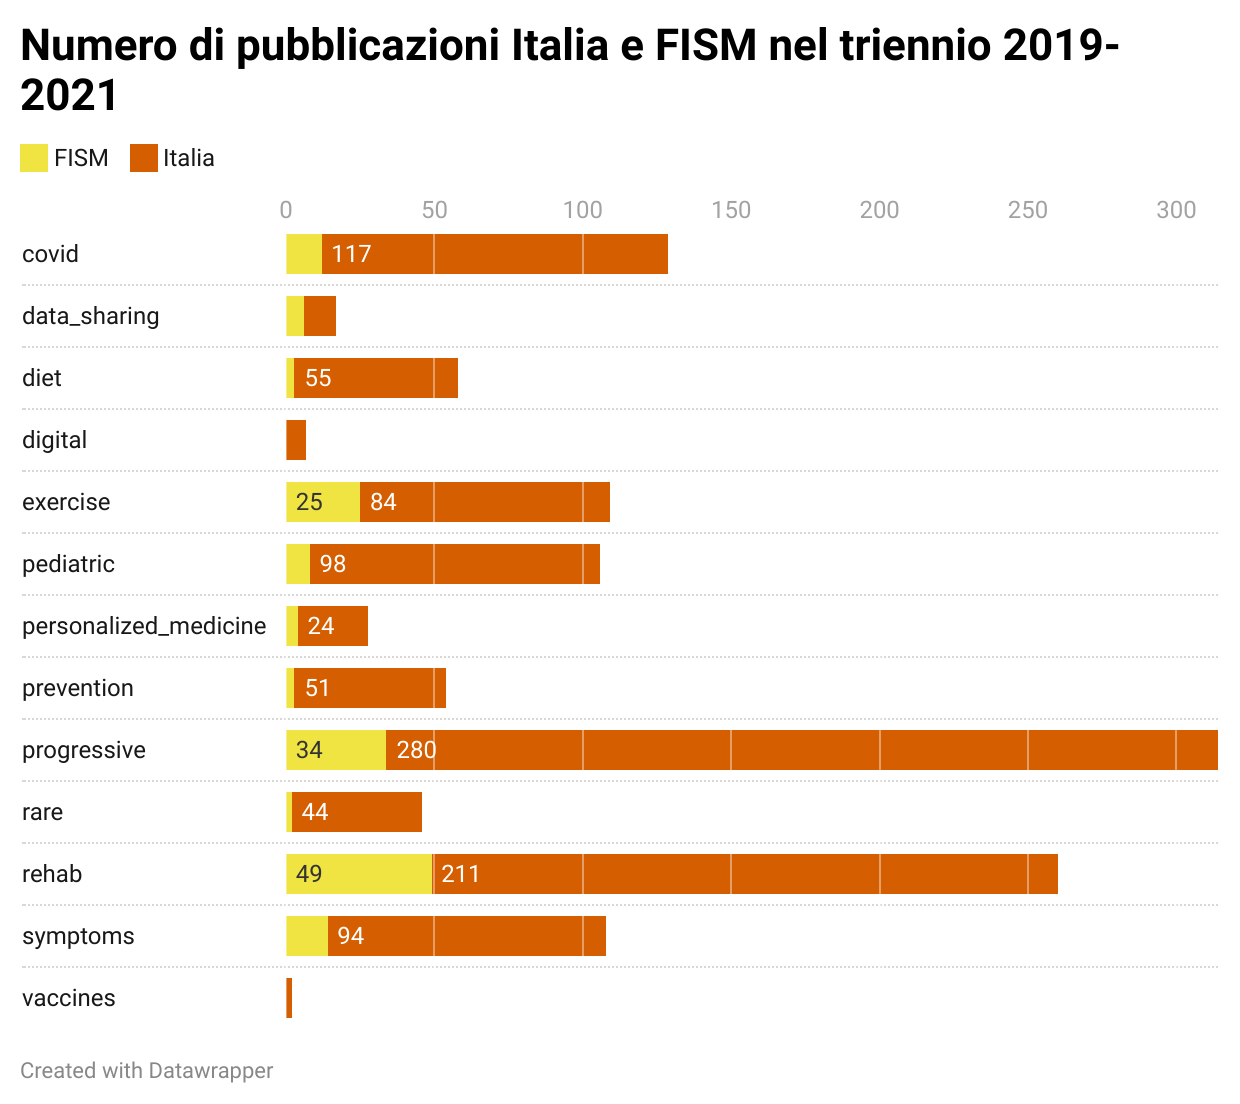 Numero di pubblicazioni Italia e FISM nel triennio 2019-
2021
FISM Italia
0 50 100 150 200 250 300
covid 117
data_sharing
diet 55
digital
exercise 25 84
pediatric 98
personalized_medicine 24
prevention 51
progressive 34 280
rare 44
rehab 49 211
symptoms 94
vaccines
Created with Datawrapper